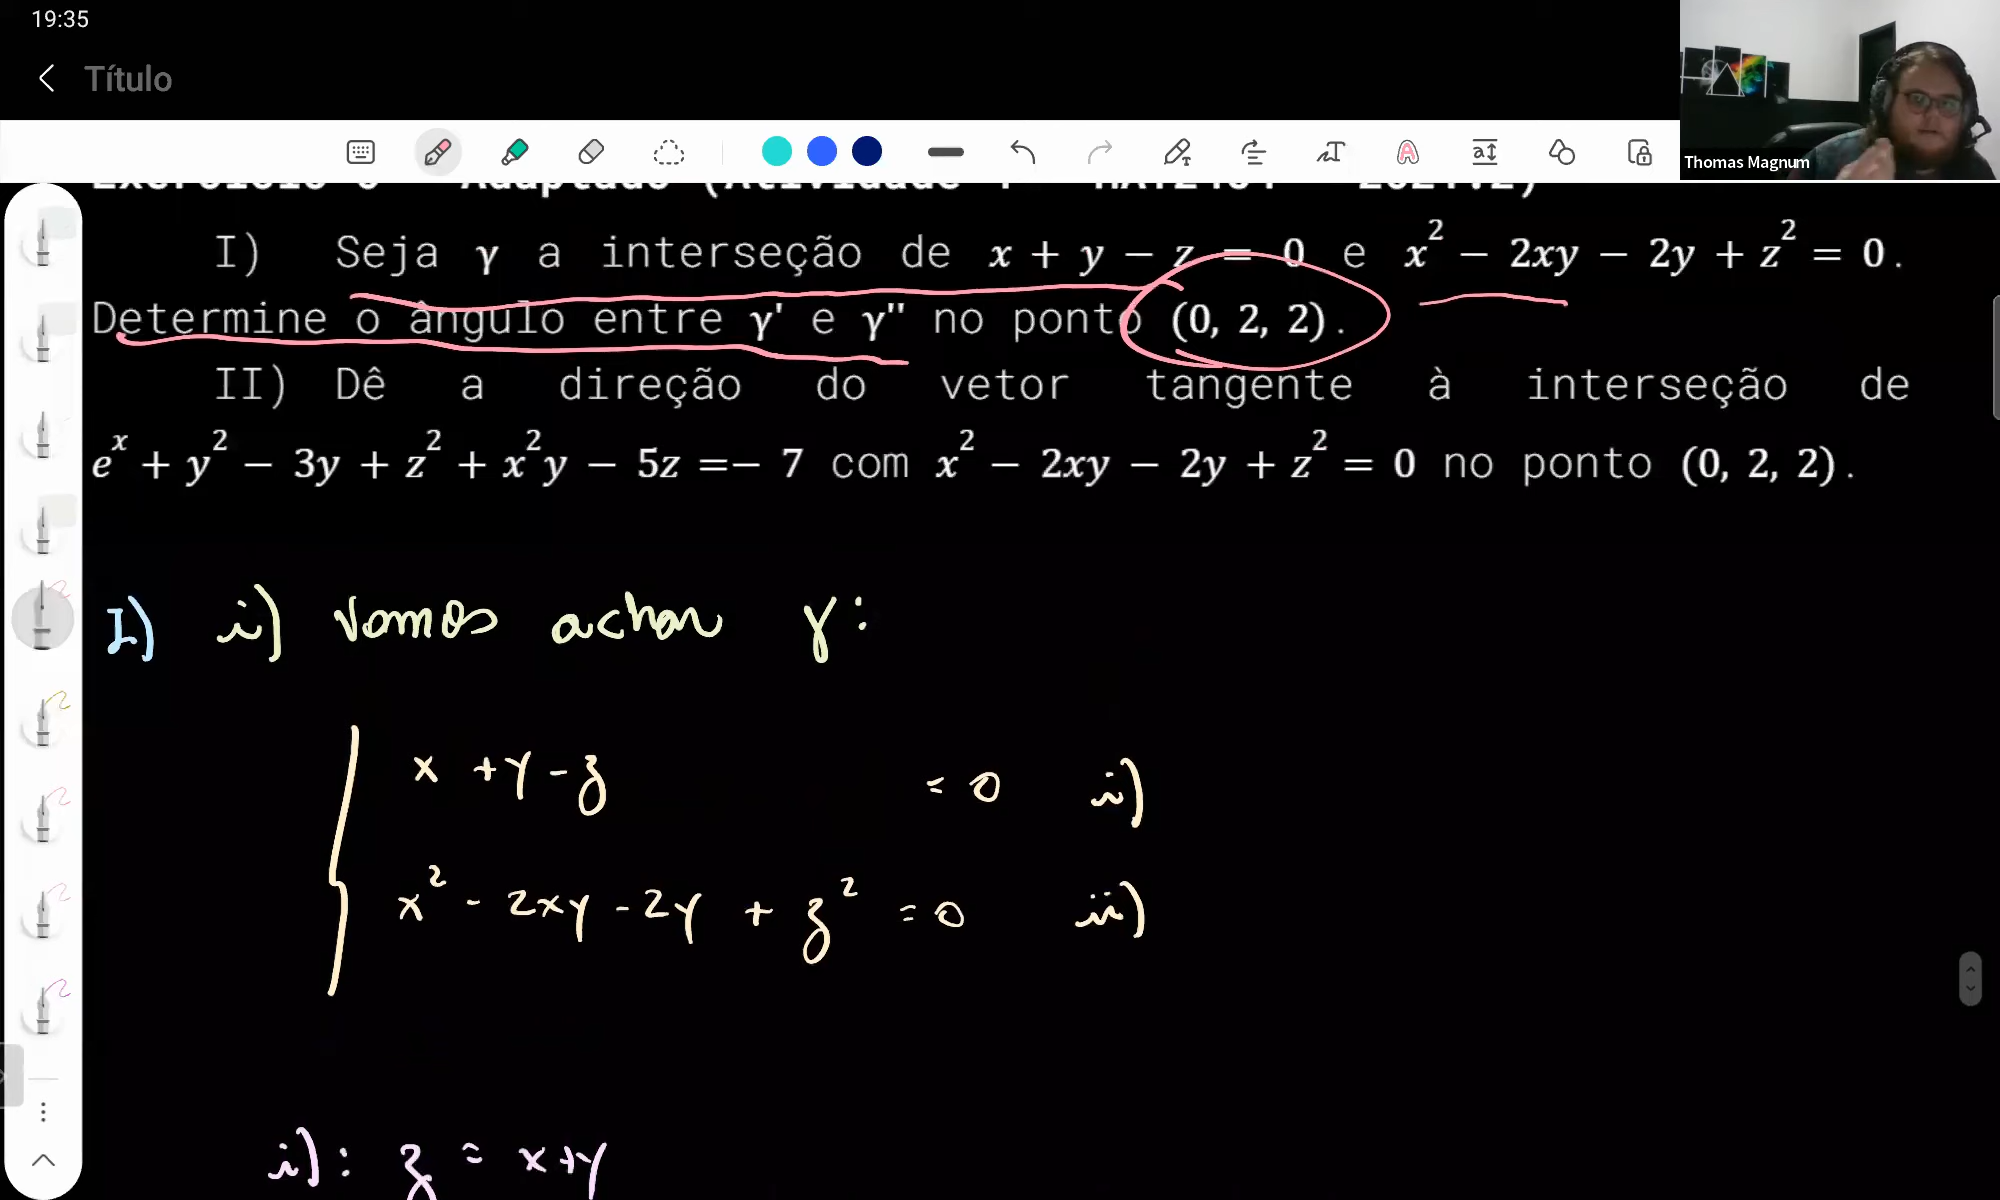 19:35
Título
Thomas Magnum
I) Seja γ a interseção de x + y − z = 0 e x² − 2xy − 2y + z² = 0.
Determine o ângulo entre γ' e γ" no ponto (0, 2, 2).
II) Dê a direção do vetor tangente à interseção de
eˣ + y² − 3y + z² + x²y − 5z =− 7 com x² − 2xy − 2y + z² = 0 no ponto (0, 2, 2).
I) i) Vamos achar γ:
x + y - z = 0 i)
x² - 2xy - 2y + z² = 0 ii)
i): z = x+y